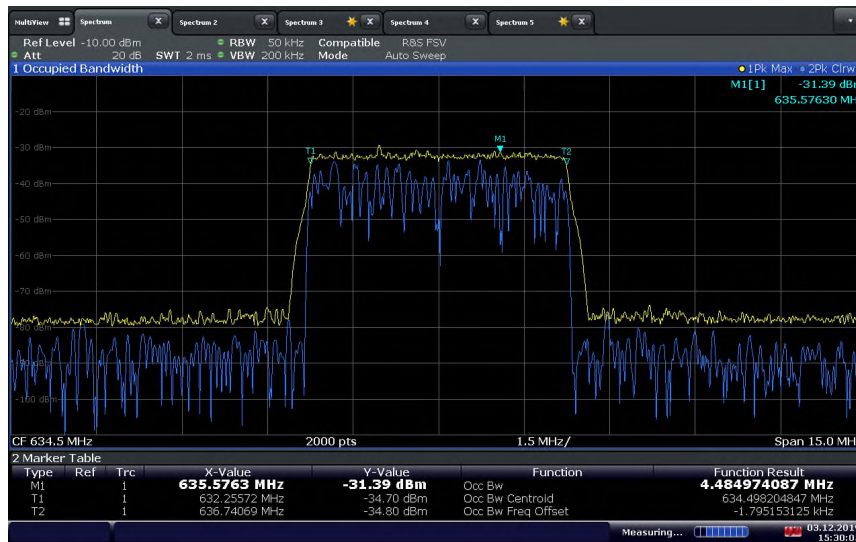 MultiView Spectrum X Spectrum 2 X Spectrum 3 X Spectrum 4 X Spectrum 5 X
Ref Level -10.00 dBm RBW 50 kHz Compatible R&S FSV
Att 20 dB SWT 2 ms VBW 200 kHz Mode Auto Sweep
1 Occupied Bandwidth 1Pk Max 2Pk Clrw
M1[1] -31.39 dBm
635.57630 MH
-20 dBm
-30 dBm
M1
T1 T2
-40 dBm
-50 dBm
-60 dBm
-70 dBm
-80 dBm
-90 dBm
-100 dBm
CF 634.5 MHz 2000 pts 1.5 MHz/ Span 15.0 MH
2 Marker Table
Type Ref Trc X-Value Y-Value Function Function Result
M1 1 635.5763 MHz -31.39 dBm Occ Bw 4.484974087 MHz
T1 1 632.25572 MHz -34.70 dBm Occ Bw Centroid 634.498204847 MHz
T2 1 636.74069 MHz -34.80 dBm Occ Bw Freq Offset -1.795153125 kHz
Measuring... 03.12.201
15:30:0